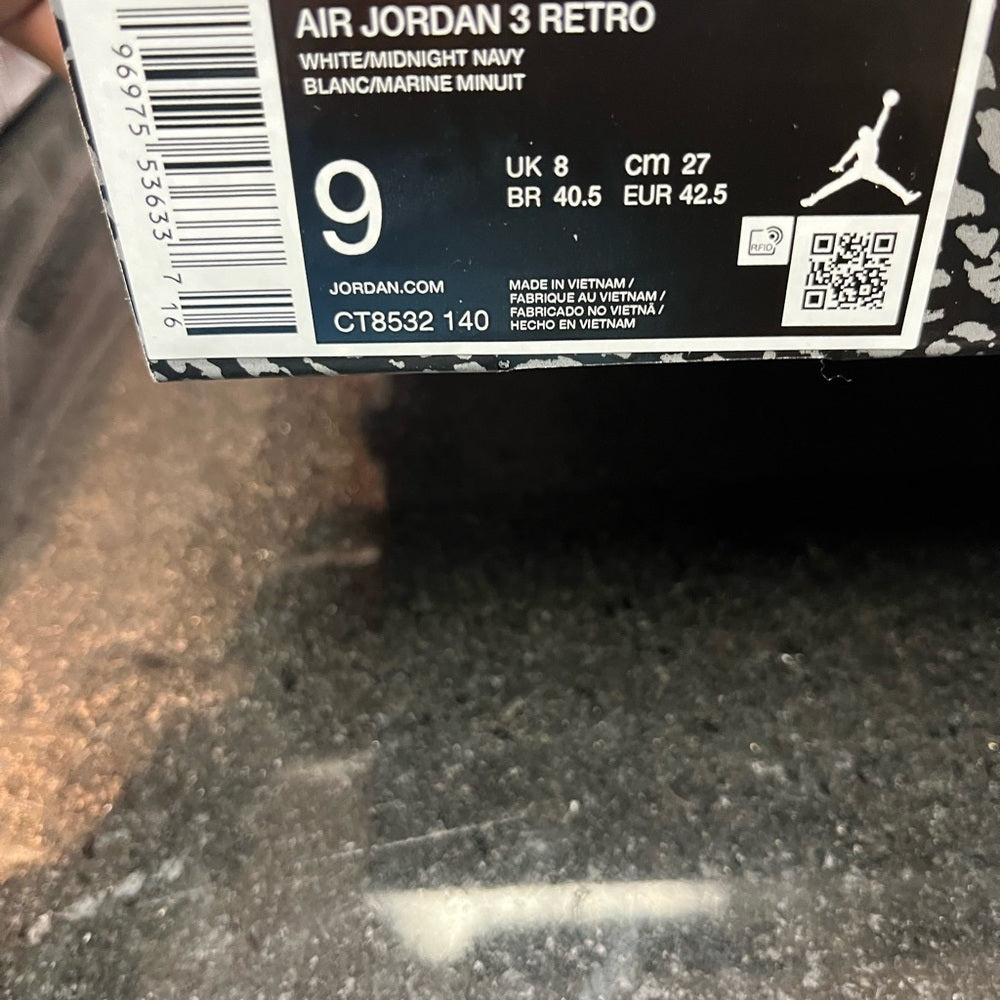 AIR JORDAN 3 RETRO
WHITE/MIDNIGHT NAVY
BLANC/MARINE MINUIT
9
UK 8 cm 27
BR 40.5 EUR 42.5
RFID
JORDAN.COM
CT8532 140
MADE IN VIETNAM /
FABRIQUE AU VIETNAM /
FABRICADO NO VIETNÃ /
HECHO EN VIETNAM
96975 53633 7 16